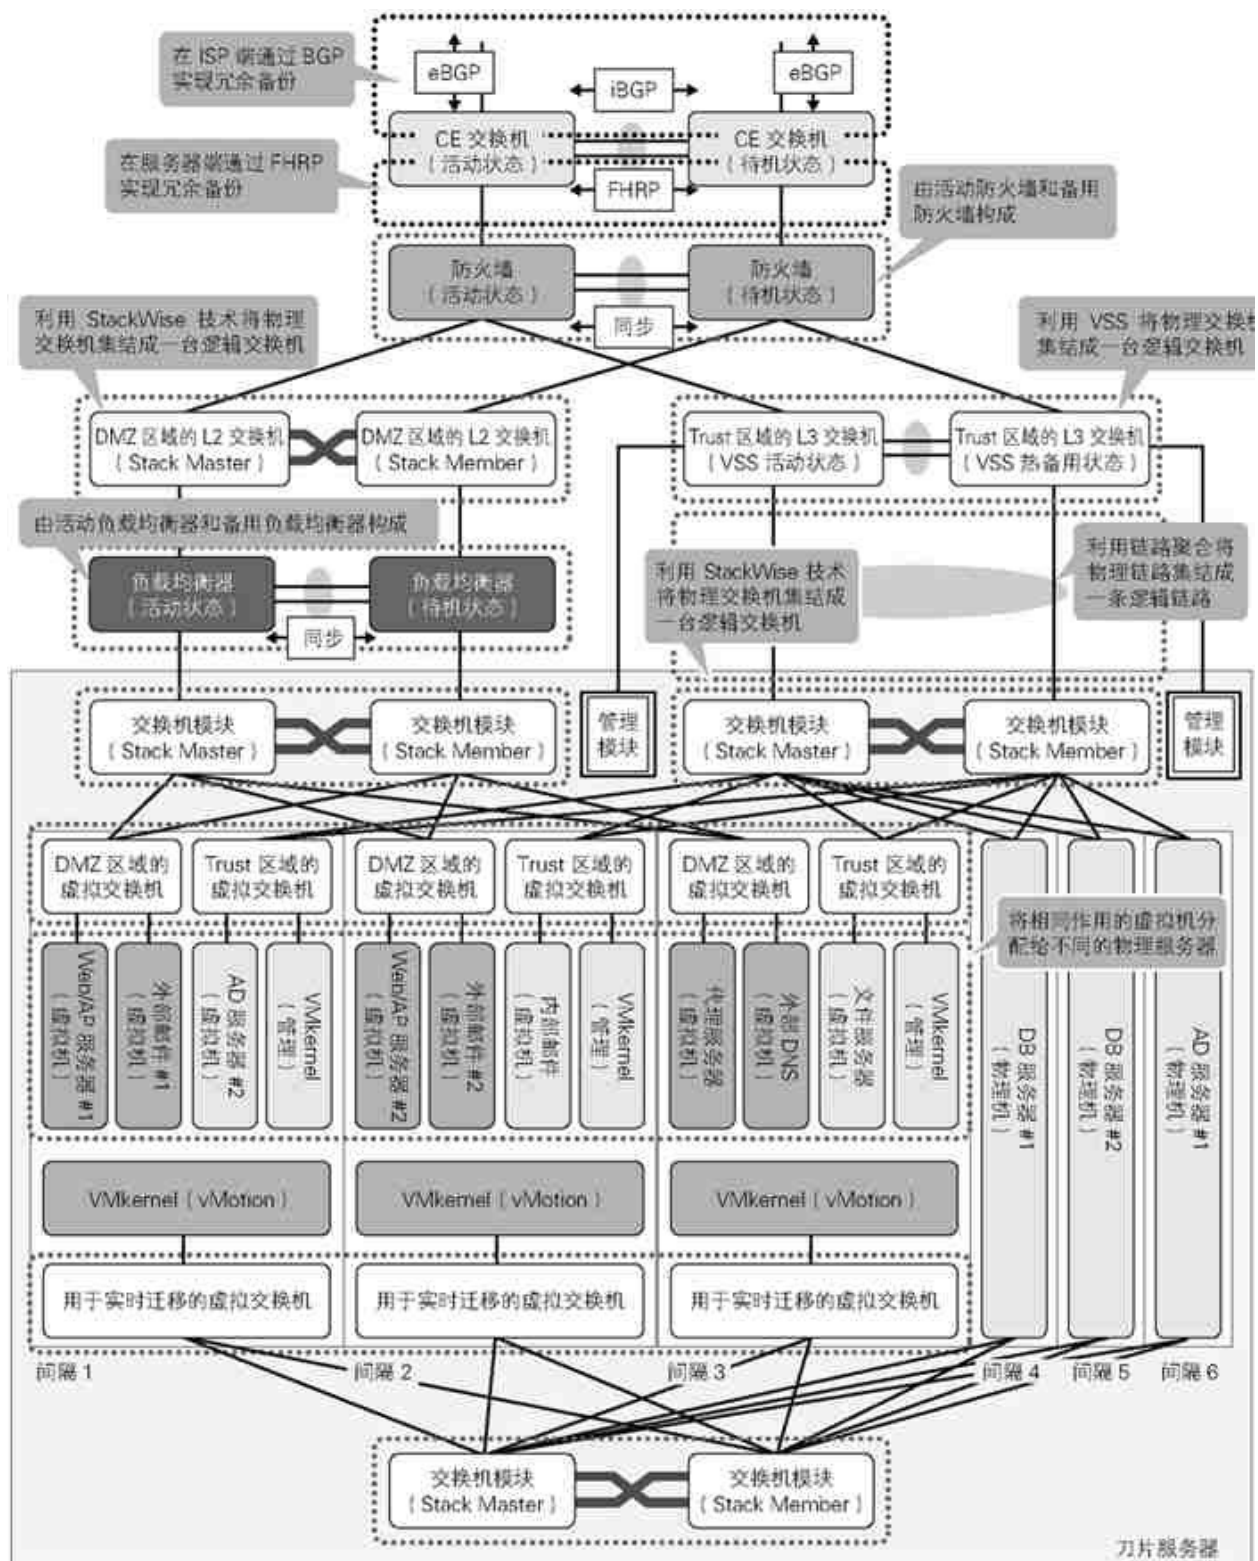 在 ISP 端通过 BGP
实现冗余备份
eBGP
iBGP
eBGP
CE 交换机
(活动状态)
CE 交换机
(待机状态)
在服务器端通过 FHRP
实现冗余备份
FHRP
由活动防火墙和备用
防火墙构成
防火墙
(活动状态)
防火墙
(待机状态)
同步
利用 StackWise 技术将物理
交换机集结成一台逻辑交换机
利用 VSS 将物理交换机
集结成一台逻辑交换机
DMZ 区域的 L2 交换机
(Stack Master)
DMZ 区域的 L2 交换机
(Stack Member)
Trust 区域的 L3 交换机
(VSS 活动状态)
Trust 区域的 L3 交换机
(VSS 热备用状态)
由活动负载均衡器和备用负载均衡器构成
负载均衡器
(活动状态)
负载均衡器
(待机状态)
同步
利用 StackWise 技术
将物理交换机集结成
一台逻辑交换机
利用链路聚合将
物理链路集结成
一条逻辑链路
交换机模块
(Stack Master)
交换机模块
(Stack Member)
管理
模块
交换机模块
(Stack Master)
交换机模块
(Stack Member)
管理
模块
DMZ 区域的
虚拟交换机
Trust 区域的
虚拟交换机
DMZ 区域的
虚拟交换机
Trust 区域的
虚拟交换机
DMZ 区域的
虚拟交换机
Trust 区域的
虚拟交换机
将相同作用的虚拟机分
配给不同的物理服务器
Web/AP 服务器 #1
(虚拟机)
外部邮件 #1
(虚拟机)
AD 服务器 #2
(虚拟机)
VMkernel
(管理)
Web/AP 服务器 #2
(虚拟机)
外部邮件 #2
(虚拟机)
内部邮件
(虚拟机)
VMkernel
(管理)
代理服务器
(虚拟机)
外部 DNS
(虚拟机)
文件服务器
(虚拟机)
VMkernel
(管理)
DB 服务器 #1
(物理机)
DB 服务器 #2
(物理机)
AD 服务器 #1
(物理机)
VMkernel(vMotion)
VMkernel(vMotion)
VMkernel(vMotion)
用于实时迁移的虚拟交换机
用于实时迁移的虚拟交换机
用于实时迁移的虚拟交换机
间隔 1
间隔 2
间隔 3
间隔 4
间隔 5
间隔 6
交换机模块
(Stack Master)
交换机模块
(Stack Member)
刀片服务器